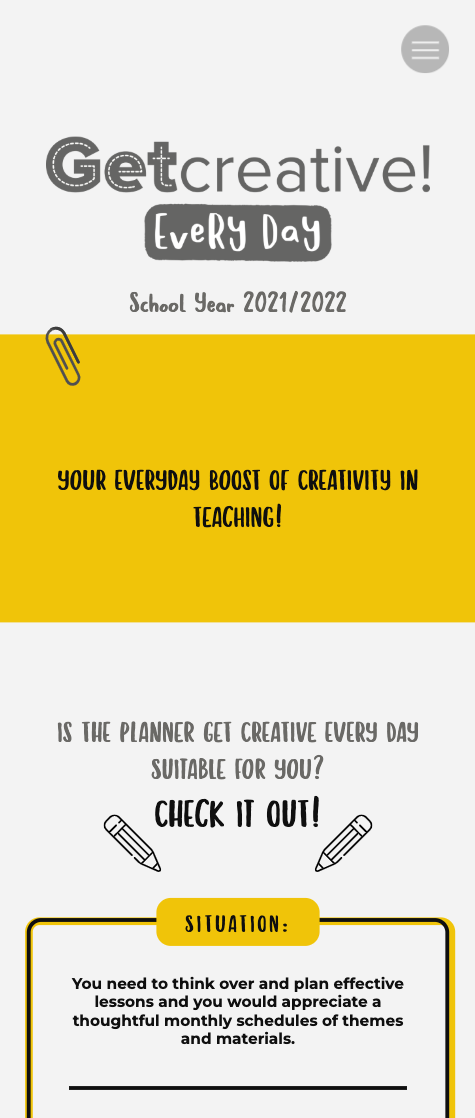 Getcreative!
EveRy Day
School Year 2021/2022
YOUR EVERYDAY BOOST OF CREATIVITY IN
TEACHING!
IS THE PLANNER GET CREATIVE EVERY DAY
SUITABLE FOR YOU?
CHECK IT OUT!
SITUATION:
You need to think over and plan effective
lessons and you would appreciate a
thoughtful monthly schedules of themes
and materials.